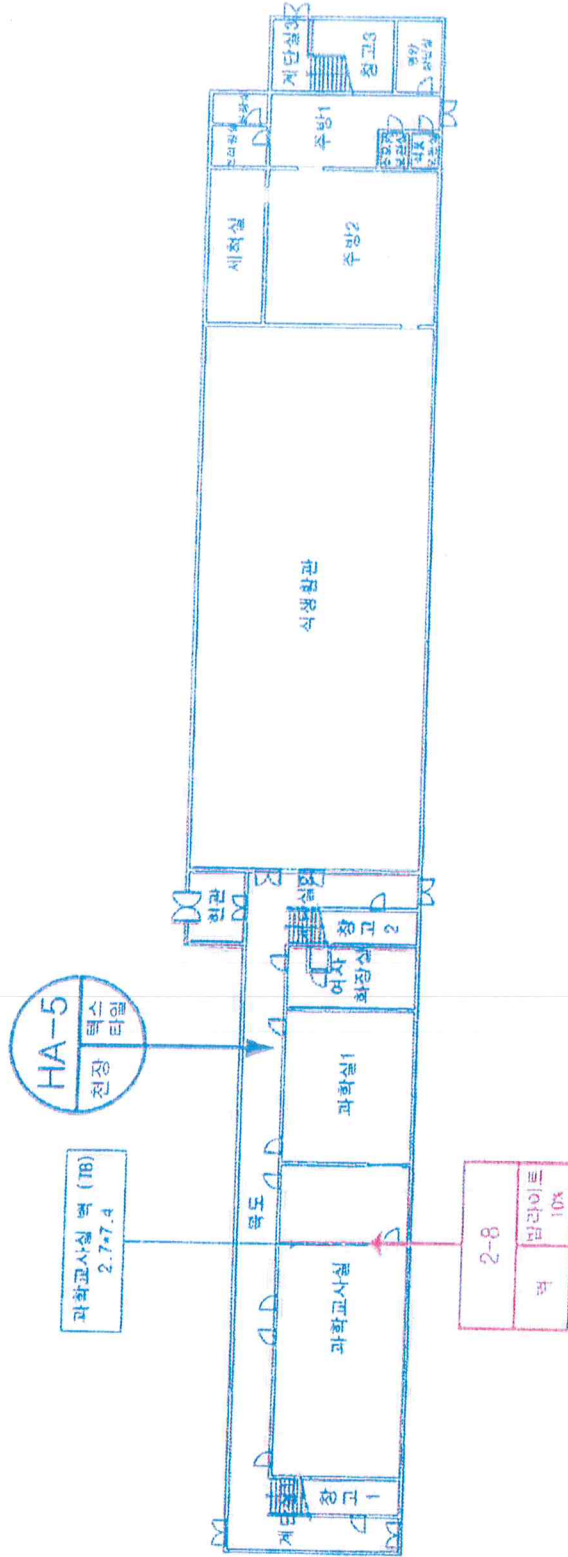 과학교사실 벽 (TB)
2.7*7.4
HA-5
천장
텍스
타일
2-8
벽
밤라이트
10%
계단실1
창고
1
과학교사실
복도
과학실1
여자
화장실
창고
2
현관
식생활관
세척실
주방2
주방1
계단실3
창고3